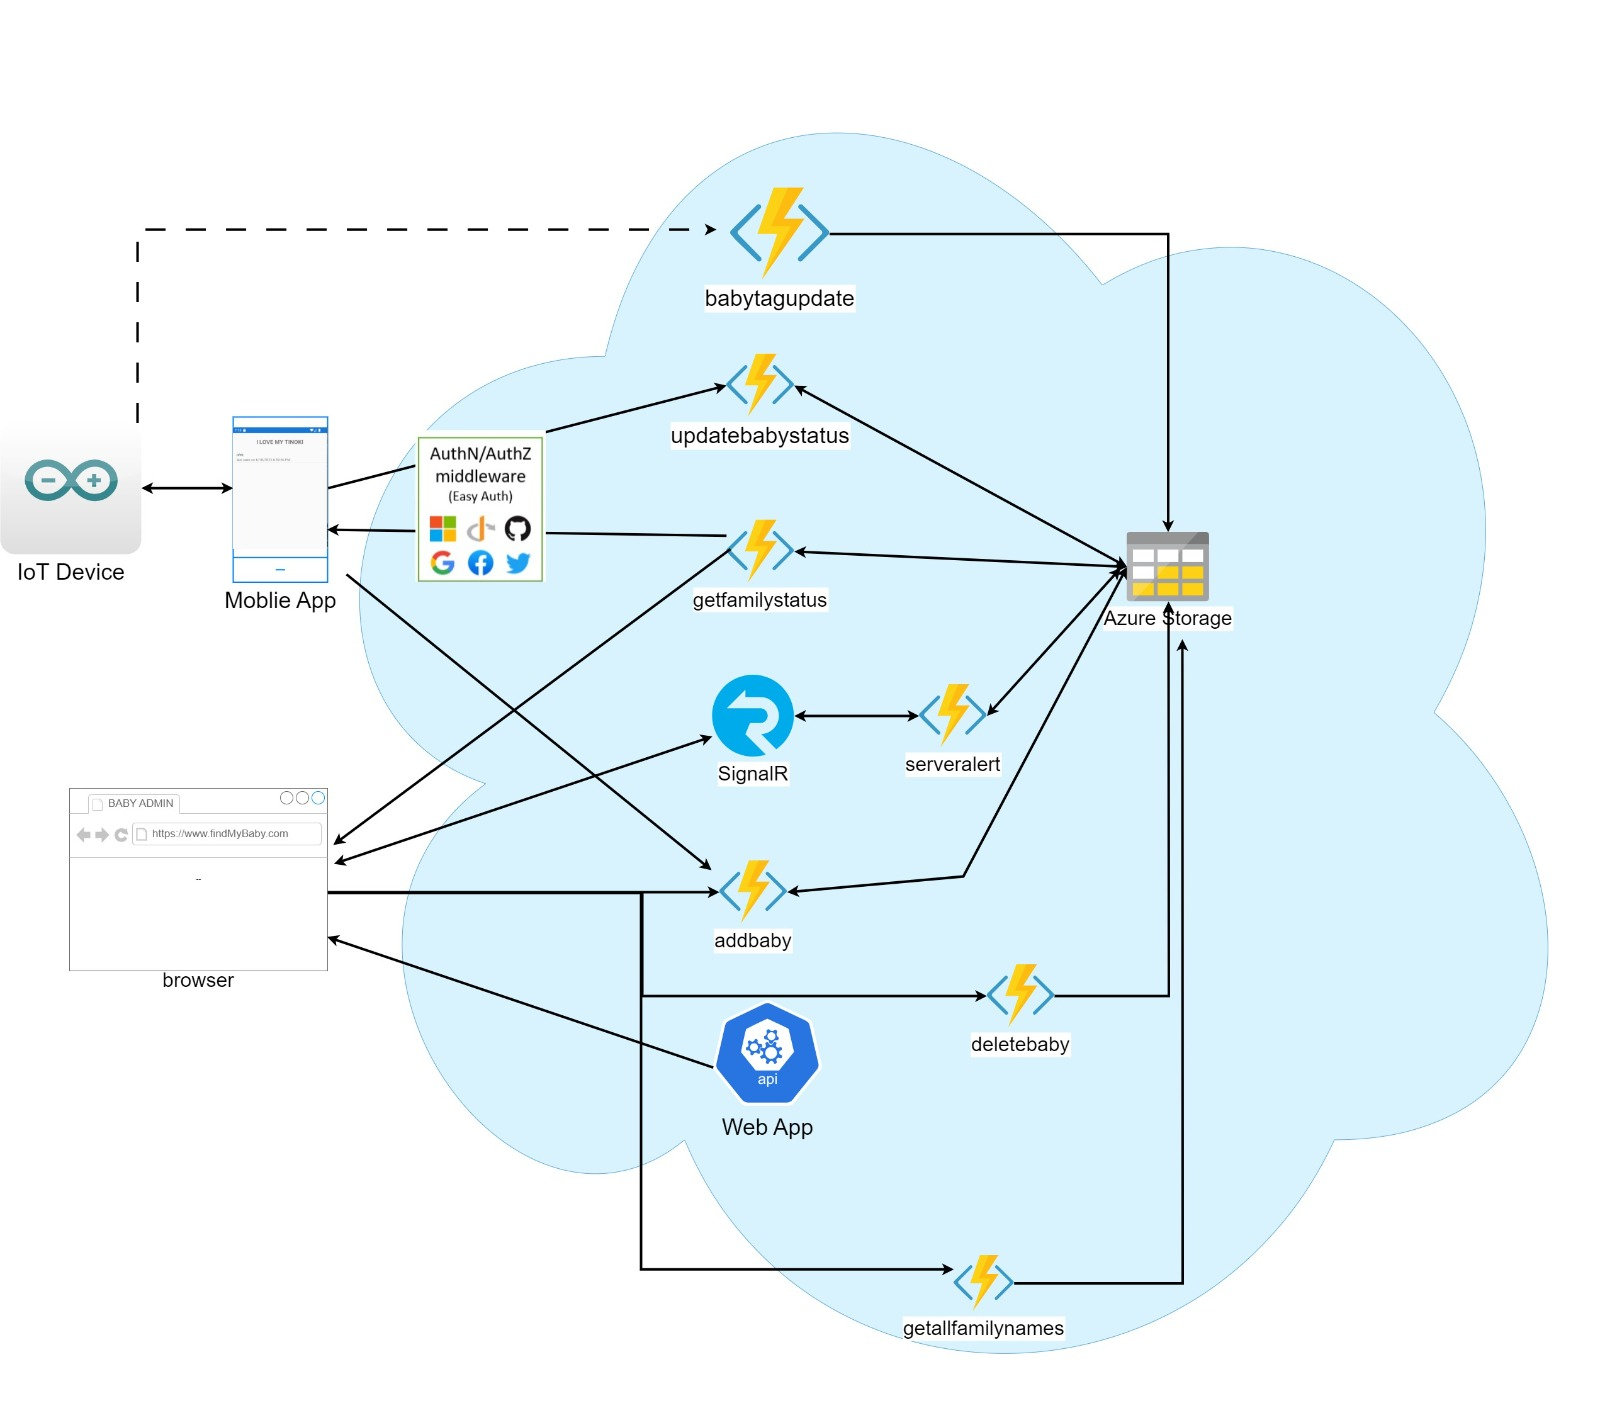 babytagupdate
updatebabystatus
AuthN/AuthZ
middleware
(Easy Auth)
I LOVE MY TINOKI
IoT Device
Moblie App
getfamilystatus
Azure Storage
SignalR
serveralert
BABY ADMIN
https://www.findMyBaby.com
--
browser
addbaby
deletebaby
api
Web App
getallfamilynames